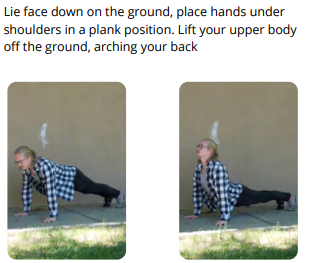 Lie face down on the ground, place hands under
shoulders in a plank position. Lift your upper body
off the ground, arching your back